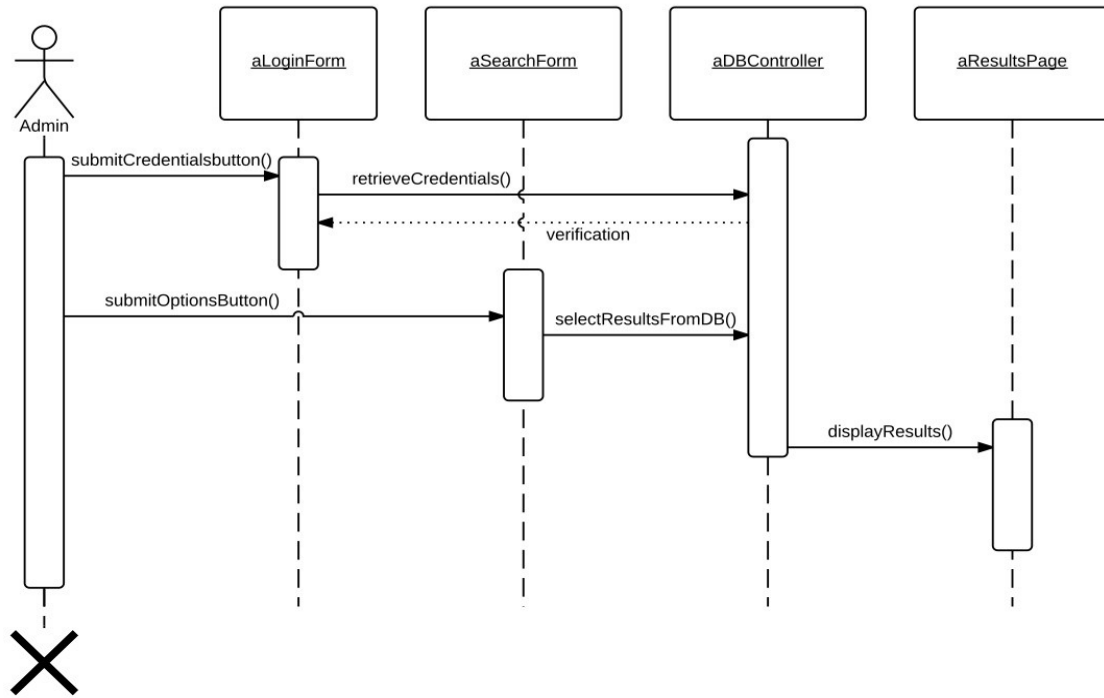 aLoginForm
aSearchForm
aDBController
aResultsPage
Admin
submitCredentialsbutton()
retrieveCredentials()
verification
submitOptionsButton()
selectResultsFromDB()
displayResults()